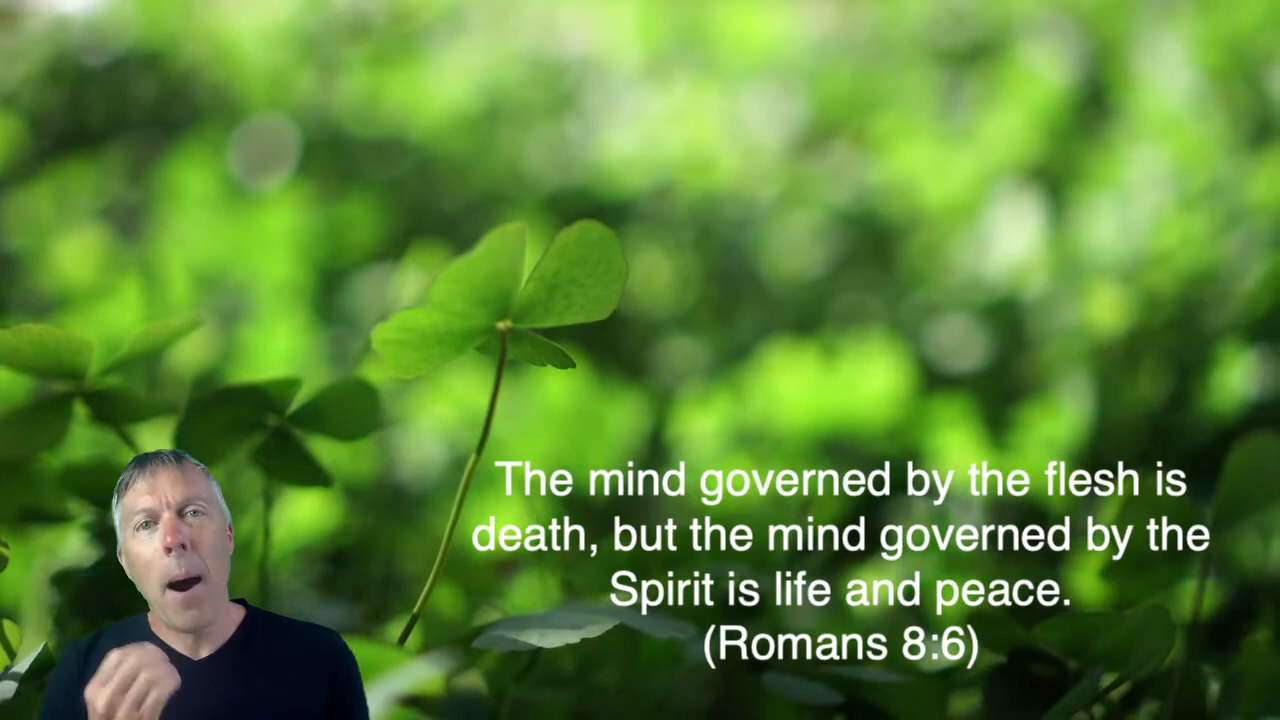 The mind governed by the flesh is
death, but the mind governed by the
Spirit is life and peace.
(Romans 8:6)